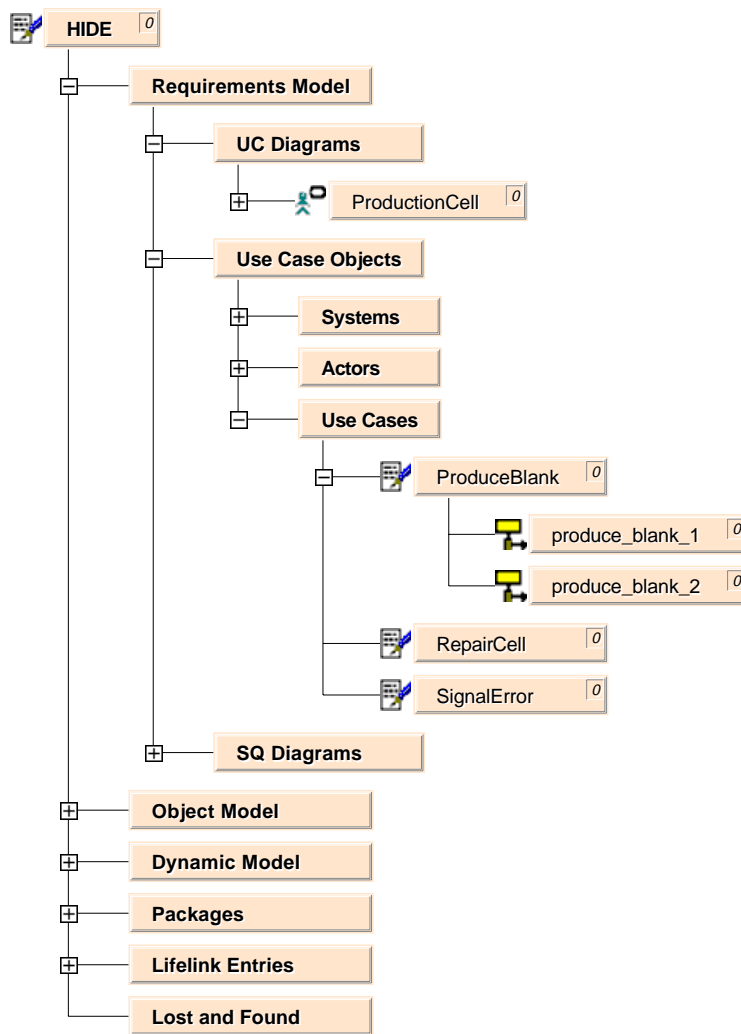 HIDE 0
Requirements Model
UC Diagrams
ProductionCell 0
Use Case Objects
Systems
Actors
Use Cases
ProduceBlank 0
produce_blank_1 0
produce_blank_2 0
RepairCell 0
SignalError 0
SQ Diagrams
Object Model
Dynamic Model
Packages
Lifelink Entries
Lost and Found